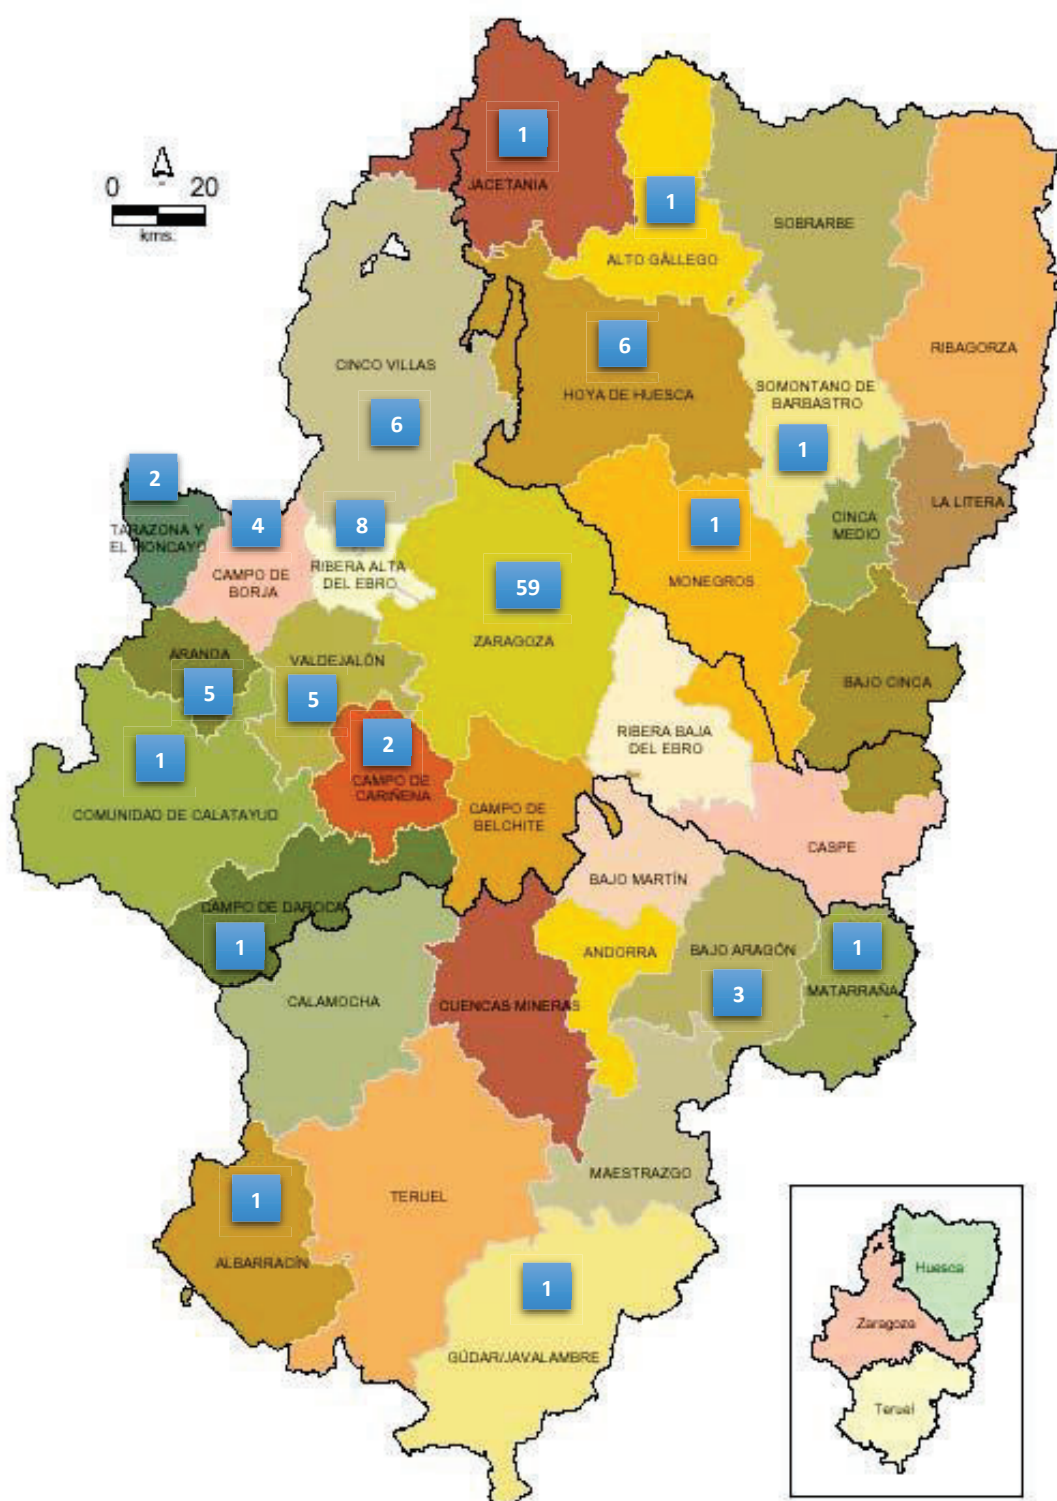 1
JACETANIA
0 20
kms.
1
ALTO GÁLLEGO
SOBRARBE
RIBAGORZA
CINCO VILLAS
6
6
HOYA DE HUESCA
SOMONTANO DE
BARBASTRO
1
2
TARAZONA Y
EL MONCAYO
4
CAMPO DE
BORJA
8
RIBERA ALTA
DEL EBRO
59
ZARAGOZA
1
MONEGROS
CINCA
MEDIO
LA LITERA
ARANDA
5
VALDEJALÓN
5
BAJO CINCA
RIBERA BAJA
DEL EBRO
1
COMUNIDAD DE CALATAYUD
2
CAMPO DE
CARIÑENA
CAMPO DE
BELCHITE
CASPE
BAJO MARTÍN
CAMPO DE DAROCA
1
CALAMOCHA
CUENCAS MINERAS
ANDORRA
BAJO ARAGÓN
3
1
MATARRAÑA
MAESTRAZGO
TERUEL
1
ALBARRACÍN
1
GÚDAR/JAVALAMBRE
Huesca
Zaragoza
Teruel